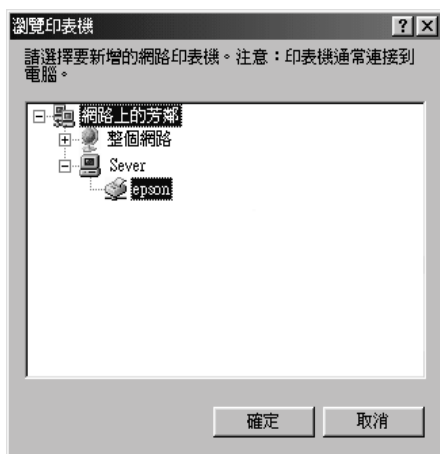 瀏覽印表機
請選擇要新增的網路印表機。注意：印表機通常連接到
電腦。
網路上的芳鄰
整個網路
Sever
epson
確定
取消